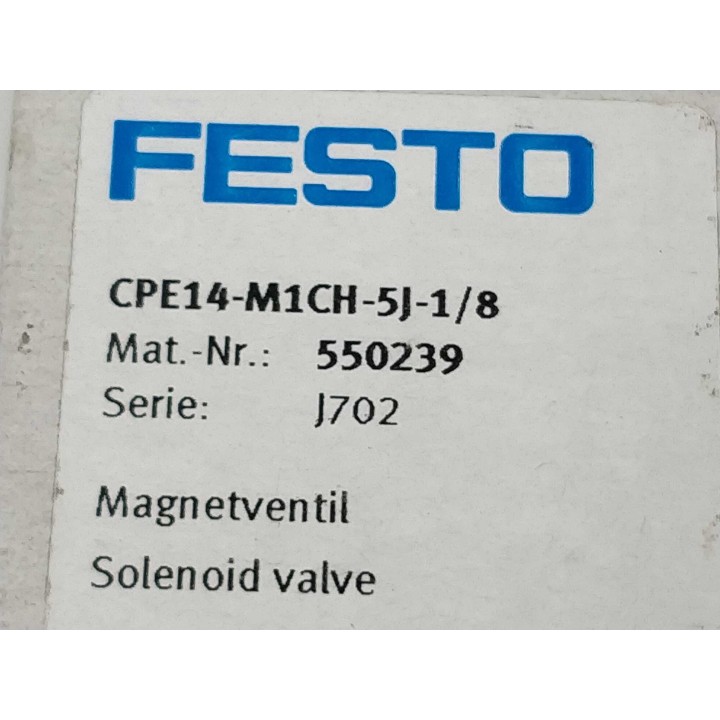 FESTO
CPE14-M1CH-5J-1/8
Mat.-Nr.: 550239
Serie: J702
Magnetventil
Solenoid valve